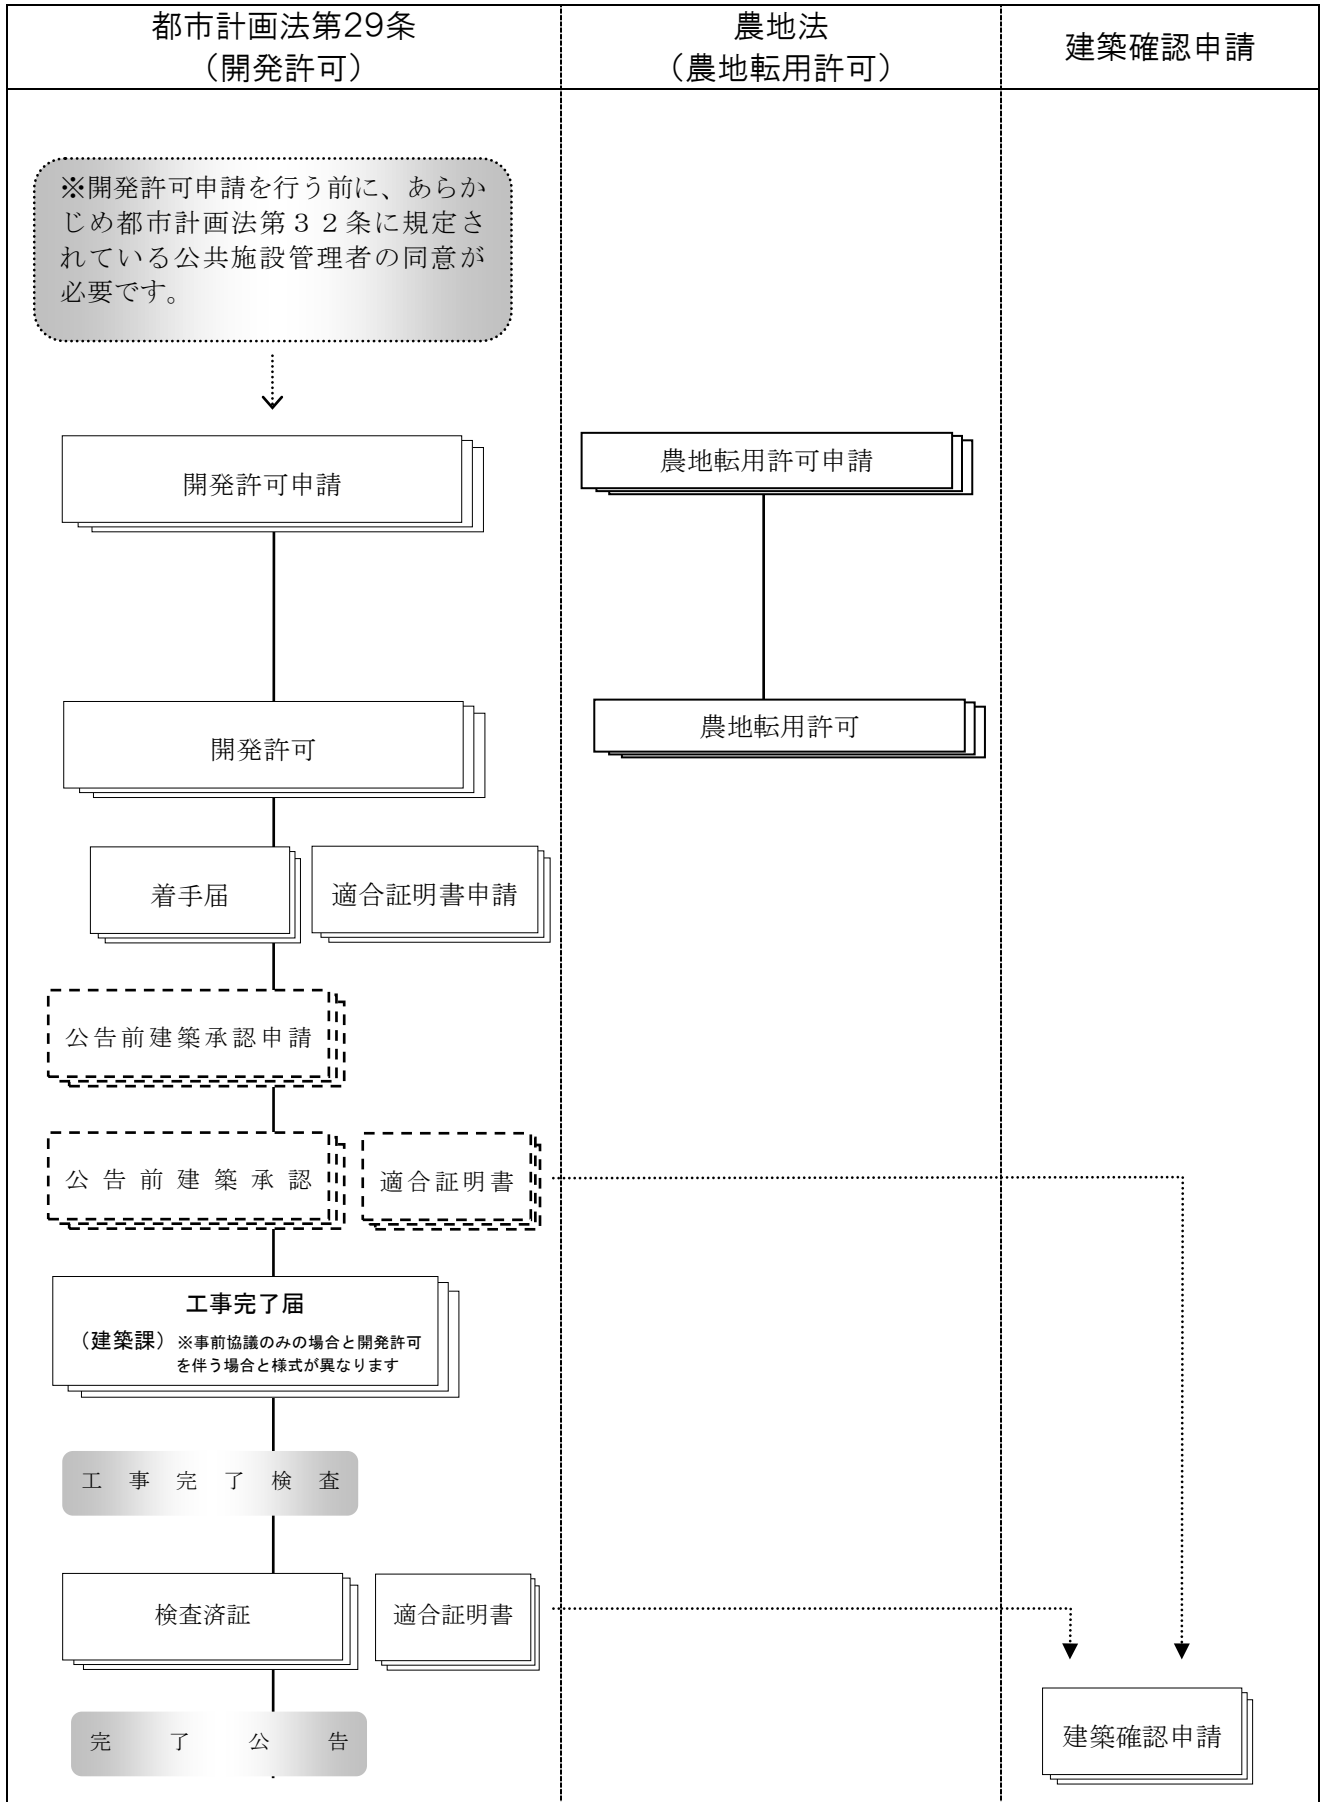 都市計画法第29条
（開発許可）
農地法
（農地転用許可）
建築確認申請
※開発許可申請を行う前に、あらか
じめ都市計画法第３２条に規定さ
れている公共施設管理者の同意が
必要です。
開発許可申請
農地転用許可申請
開発許可
農地転用許可
着手届
適合証明書申請
公告前建築承認申請
公告前建築承認
適合証明書
工事完了届
（建築課）※事前協議のみの場合と開発許可
を伴う場合と様式が異なります
工事完了検査
検査済証
適合証明書
完了公告
建築確認申請